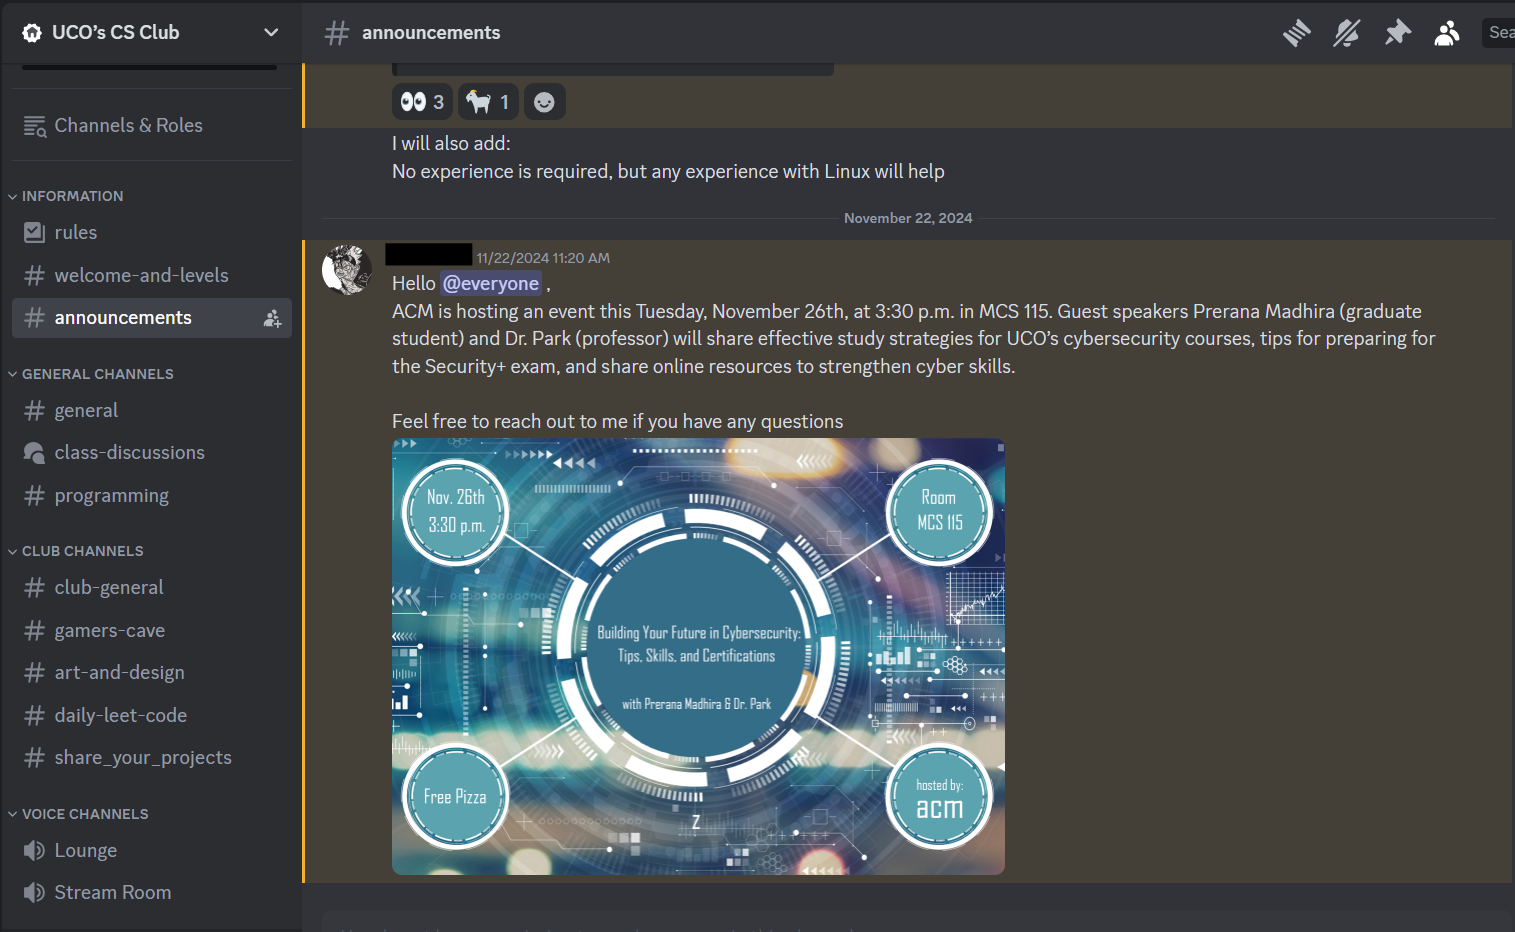 UCO’s CS Club
announcements
Sea
Channels & Roles
INFORMATION
rules
welcome-and-levels
announcements
GENERAL CHANNELS
general
class-discussions
programming
CLUB CHANNELS
club-general
gamers-cave
art-and-design
daily-leet-code
share_your_projects
VOICE CHANNELS
Lounge
Stream Room
3
1
I will also add:
No experience is required, but any experience with Linux will help
November 22, 2024
11/22/2024 11:20 AM
Hello @everyone ,
ACM is hosting an event this Tuesday, November 26th, at 3:30 p.m. in MCS 115. Guest speakers Prerana Madhira (graduate
student) and Dr. Park (professor) will share effective study strategies for UCO’s cybersecurity courses, tips for preparing for
the Security+ exam, and share online resources to strengthen cyber skills.
Feel free to reach out to me if you have any questions
Nov. 26th
3:30 p.m.
Room
MCS 115
Building Your Future in Cybersecurity:
Tips, Skills, and Certifications
with Prerana Madhira & Dr. Park
Free Pizza
hosted by:
acm
Z